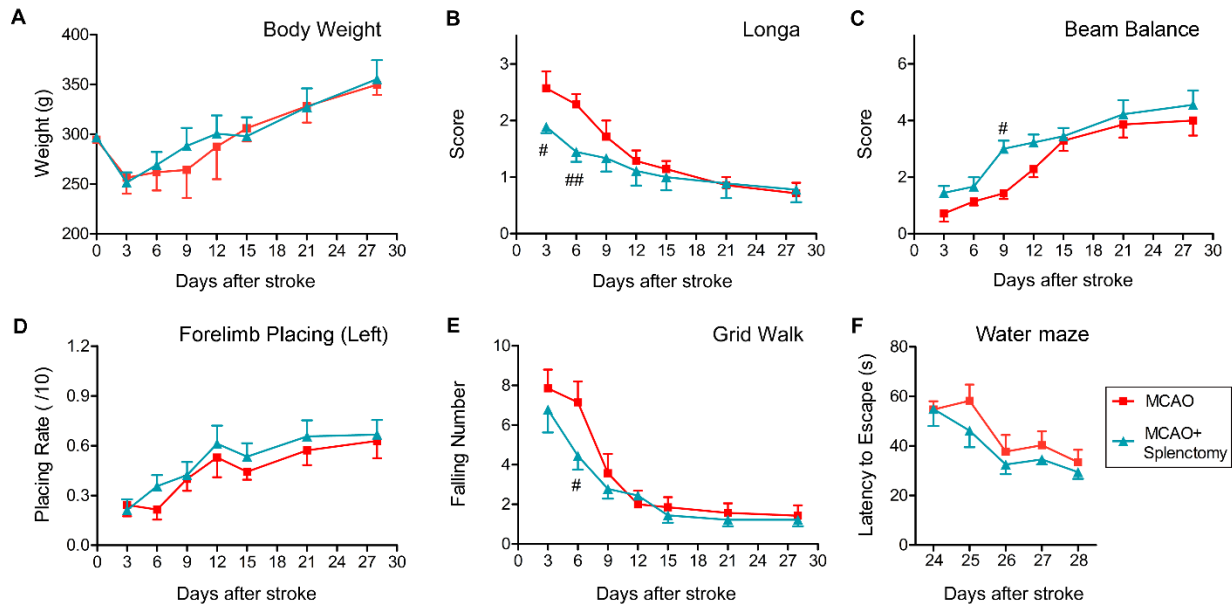 A
Body Weight
Weight (g)
400
350
300
250
200
0 3 6 9 12 15 18 21 24 27 30
Days after stroke
B
Longa
Score
3
2
1
0
#
##
0 3 6 9 12 15 18 21 24 27 30
Days after stroke
C
Beam Balance
Score
6
4
2
0
#
0 3 6 9 12 15 18 21 24 27 30
Days after stroke
D
Forelimb Placing (Left)
Placing Rate ( /10)
1.2
0.9
0.6
0.3
0.0
0 3 6 9 12 15 18 21 24 27 30
Days after stroke
E
Grid Walk
Falling Number
10
8
6
4
2
0
#
0 3 6 9 12 15 18 21 24 27 30
Days after stroke
F
Water maze
Latency to Escape (s)
80
60
40
20
0
24 25 26 27 28
Days after stroke
MCAO
MCAO+
Splenectomy